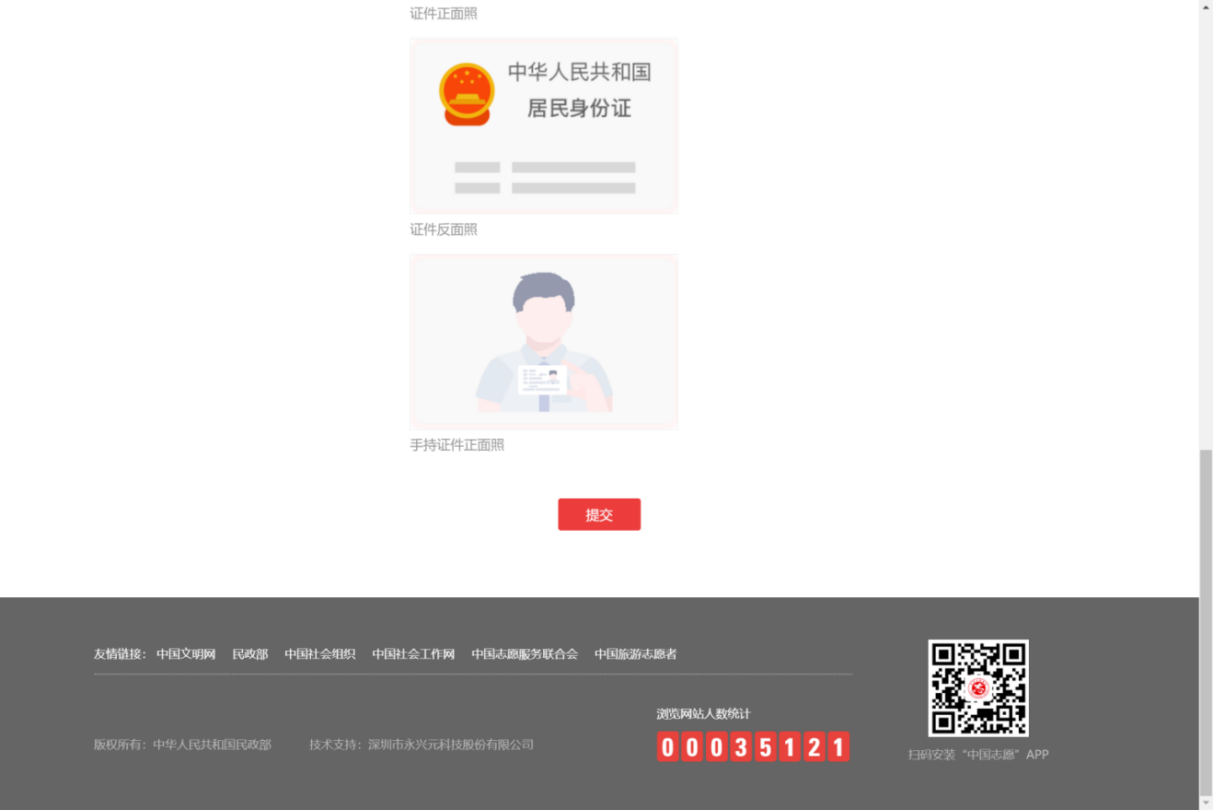 证件正面照
中华人民共和国
居民身份证
证件反面照
手持证件正面照
提交
友情链接： 中国文明网 民政部 中国社会组织 中国社会工作网 中国志愿服务联合会 中国旅游志愿者
浏览网站人数统计
版权所有：中华人民共和国民政部 技术支持：深圳市永兴元科技股份有限公司
00035121
扫码安装“中国志愿”APP